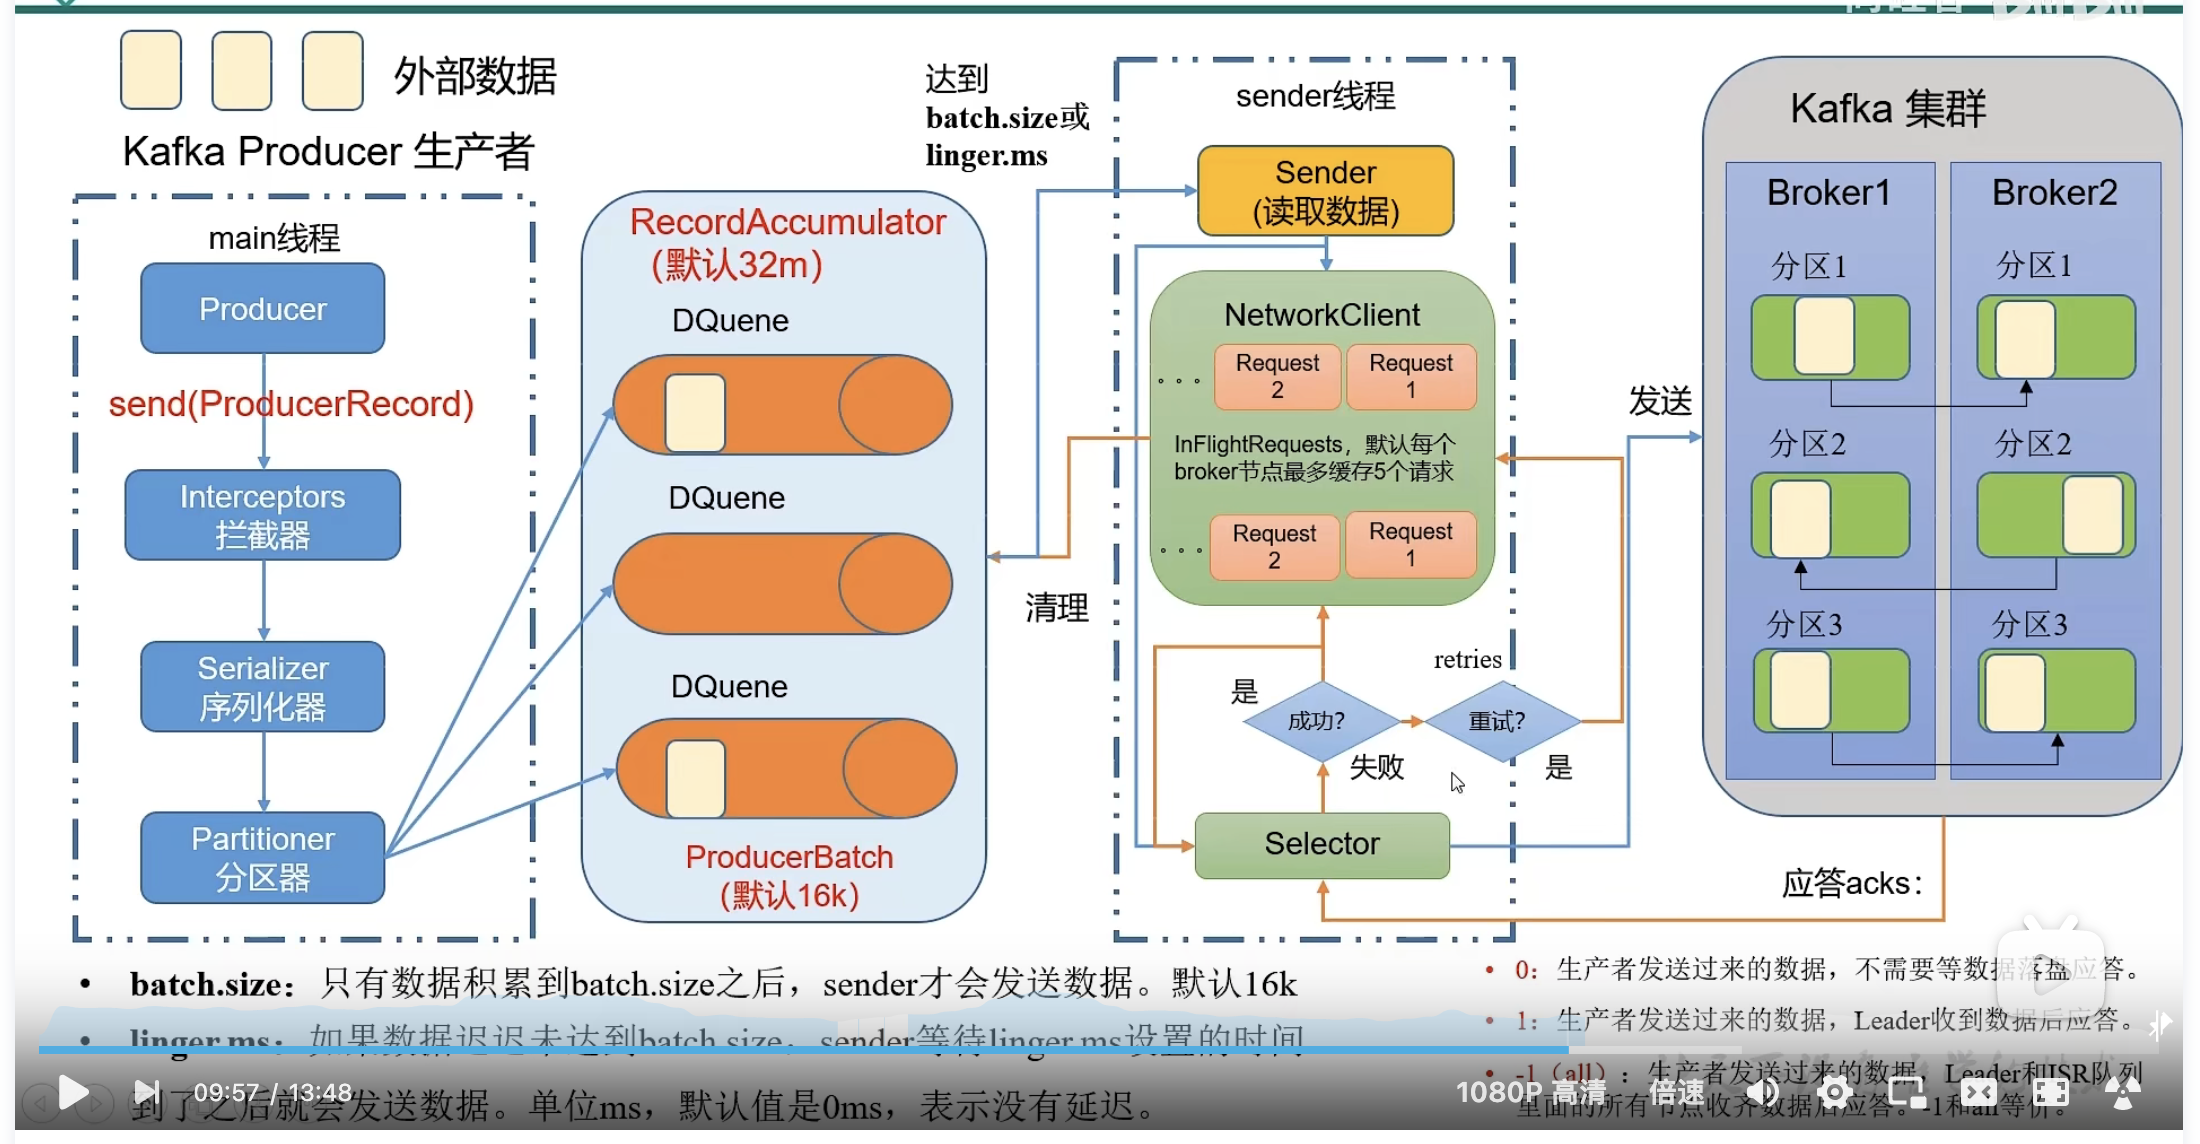 外部数据
Kafka Producer 生产者
main线程
Producer
send(ProducerRecord)
Interceptors
拦截器
Serializer
序列化器
Partitioner
分区器
RecordAccumulator
(默认32m)
DQuene
DQuene
DQuene
ProducerBatch
(默认16k)
达到
batch.size或
linger.ms
清理
sender线程
Sender
(读取数据)
NetworkClient
Request
2
Request
1
InFlightRequests，默认每个
broker节点最多缓存5个请求
Request
2
Request
1
retries
是
成功?
失败
重试?
是
Selector
发送
Kafka 集群
Broker1
分区1
分区2
分区3
Broker2
分区1
分区2
分区3
应答acks：
• batch.size：只有数据积累到batch.size之后，sender才会发送数据。默认16k
• linger.ms：如果数据迟迟未达到batch.size，sender等待linger.ms设置的时间
到了之后就会发送数据。单位ms，默认值是0ms，表示没有延迟。
• 0：生产者发送过来的数据，不需要等数据落盘应答。
• 1：生产者发送过来的数据，Leader收到数据后应答。
• -1（all）：生产者发送过来的数据，Leader和ISR队列
里面的所有节点收齐数据后应答。-1和all等价。
09:57 / 13:48
1080P 高清
倍速